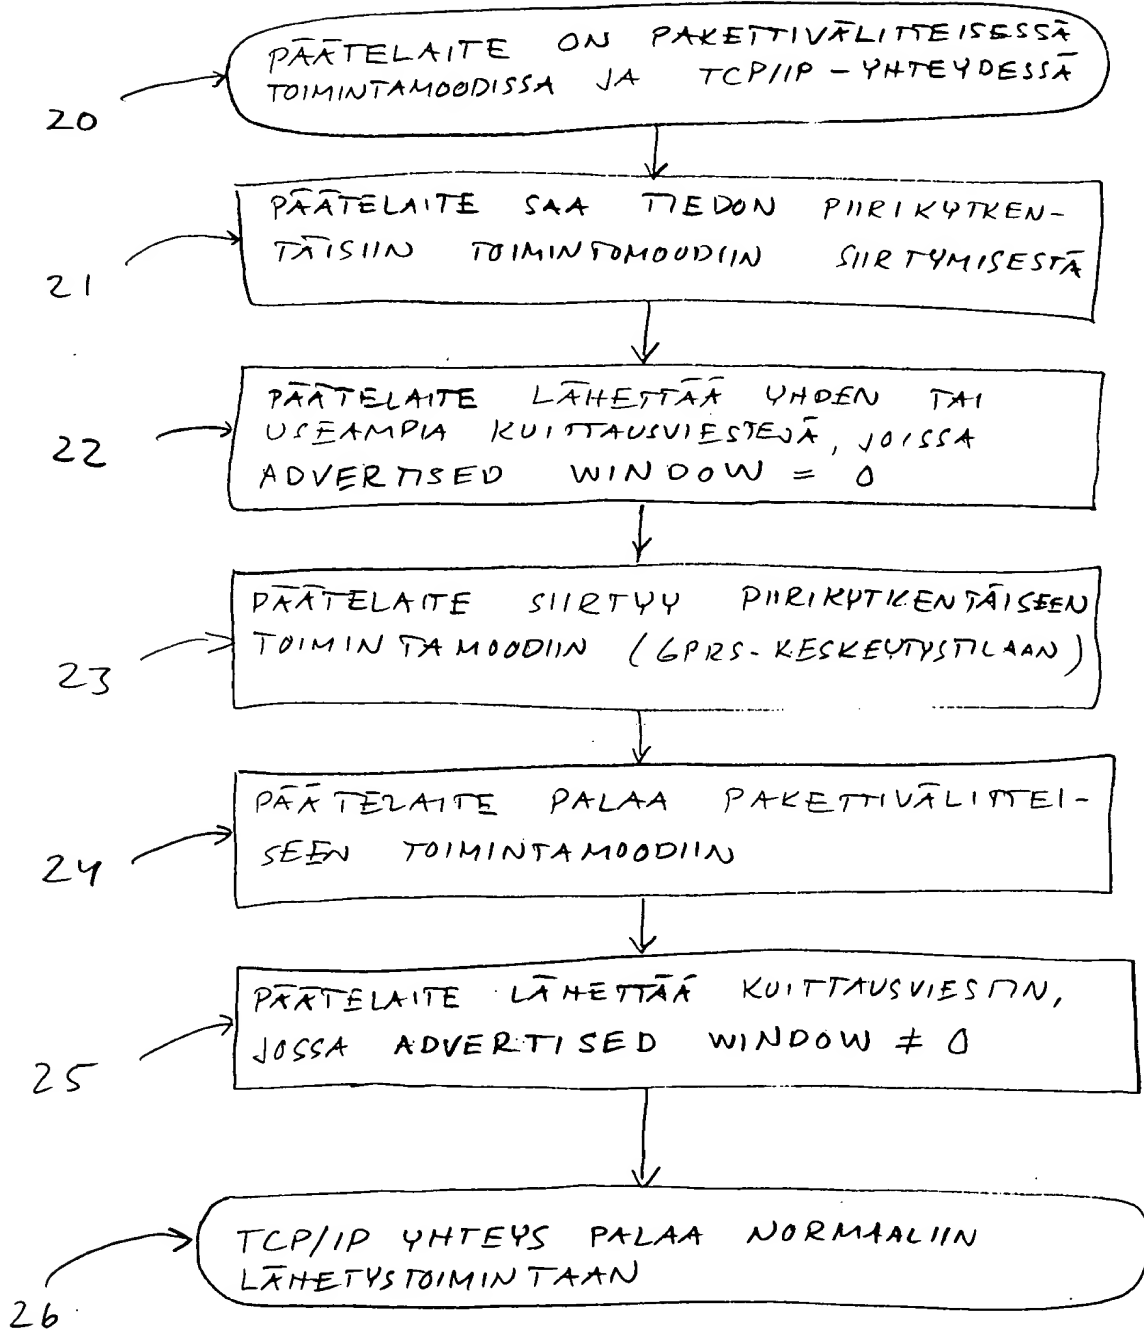 PÄÄTELAITE ON PAKETTIVÄLITTEISESSÄ
TOIMINTAMOODISSA JA TCP/IP - YHTEYDESSÄ
20
PÄÄTELAITE SAA TIEDON PIIRIKYTKEN-
TÄISIIN TOIMINTOMOODIIN SIIRTYMISESTÄ
21
PÄÄTELAITE LÄHETTÄÄ YHDEN TAI
USEAMPIA KUITTAUSVIESTEJÄ, JOISSA
ADVERTISED WINDOW = 0
22
PÄÄTELAITE SIIRTYY PIIRIKYTKENTÄISEEN
TOIMINTAMOODIIN (GPRS-KESKEYTYSTILAAN)
23
PÄÄTELAITE PALAA PAKETTIVÄLITTEI-
SEEN TOIMINTAMOODIIN
24
PÄÄTELAITE LÄHETTÄÄ KUITTAUSVIESTIN,
JOSSA ADVERTISED WINDOW ≠ 0
25
TCP/IP YHTEYS PALAA NORMAALIIN
LÄHETYSTOIMINTAAN
26